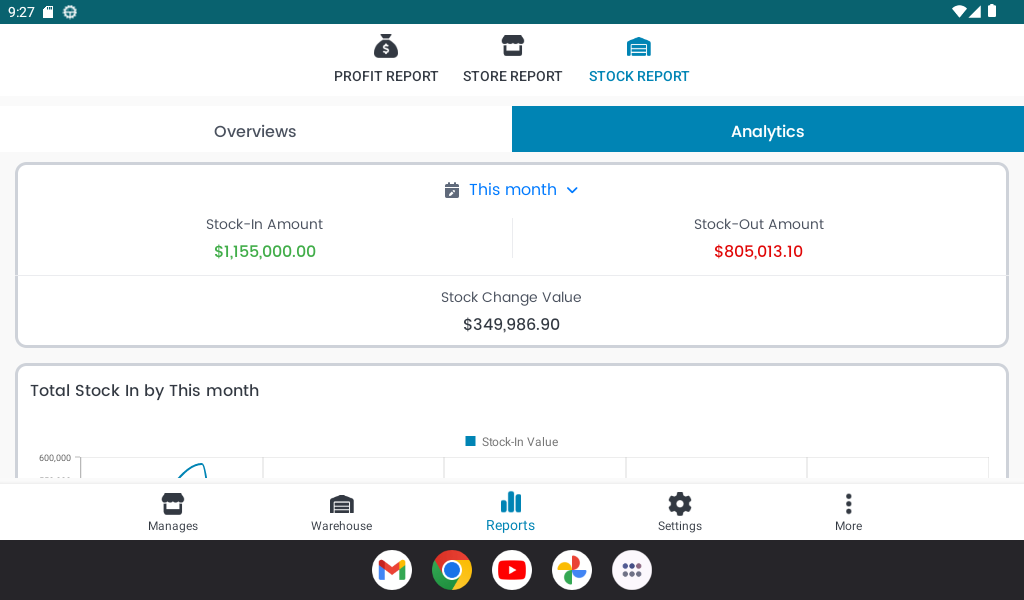 9:27
PROFIT REPORT STORE REPORT STOCK REPORT
Overviews Analytics
This month
Stock-In Amount Stock-Out Amount
$1,155,000.00 $805,013.10
Stock Change Value
$349,986.90
Total Stock In by This month
Stock-In Value
600,000
Manages Warehouse Reports Settings More